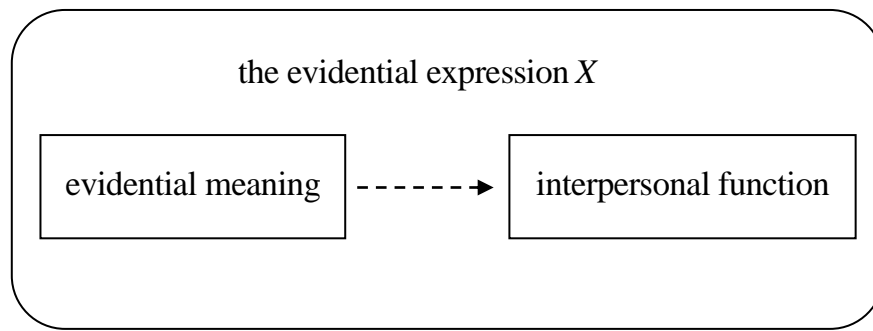 the evidential expression X
evidential meaning
interpersonal function